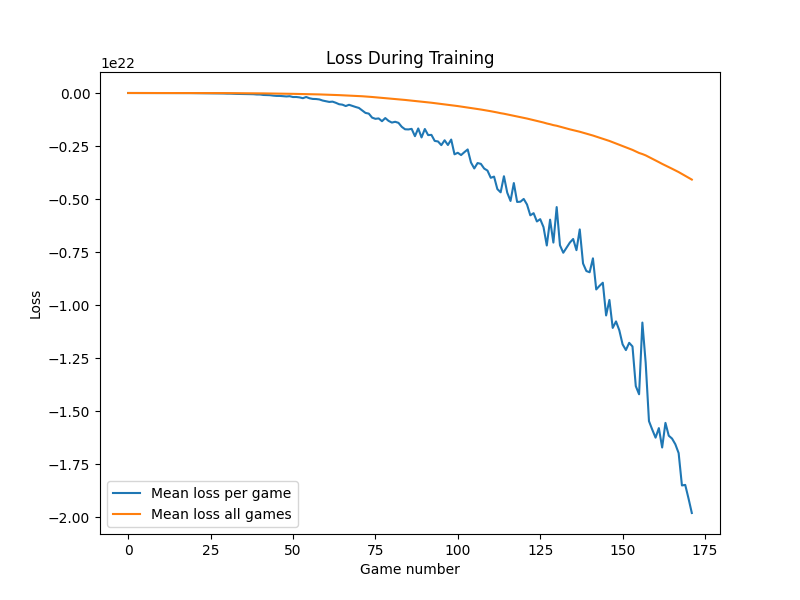 Loss During Training
1e22
0.00
−0.25
−0.50
−0.75
−1.00
−1.25
−1.50
−1.75
−2.00
Loss
Mean loss per game
Mean loss all games
0 25 50 75 100 125 150 175
Game number